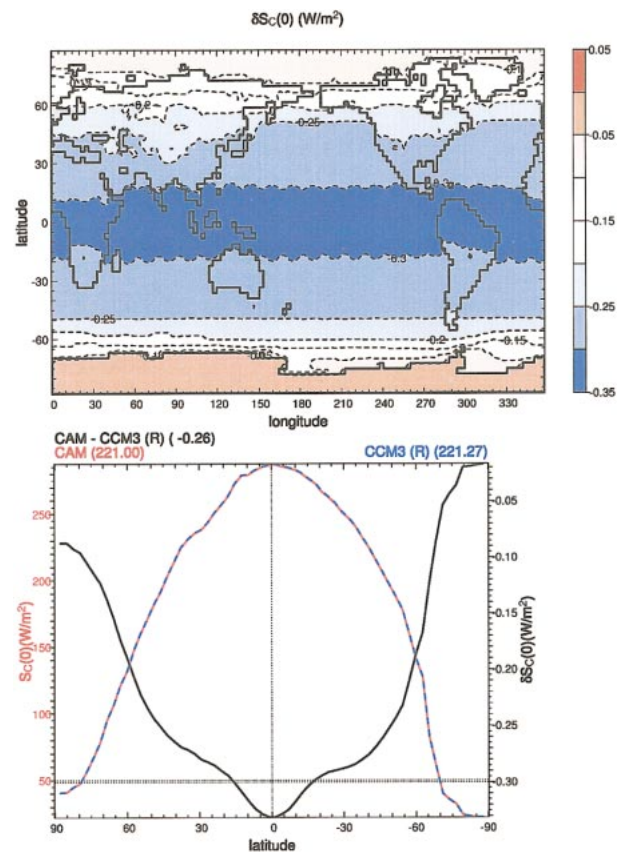 δSc(0) (W/m²)
latitude
60
30
0
-30
-60
0.05
-0.05
-0.15
-0.25
-0.35
-0.2
-0.25
-0.3
-0.25
-0.2
-0.15
0 30 60 90 120 150 180 210 240 270 300 330
longitude
CAM - CCM3 (R) ( -0.26)
CAM (221.00)
CCM3 (R) (221.27)
Sc(0)(W/m²)
250
200
150
100
50
-0.05
-0.10
-0.15
-0.20
-0.25
-0.30
δSc(0)(W/m²)
90 60 30 0 -30 -60 -90
latitude